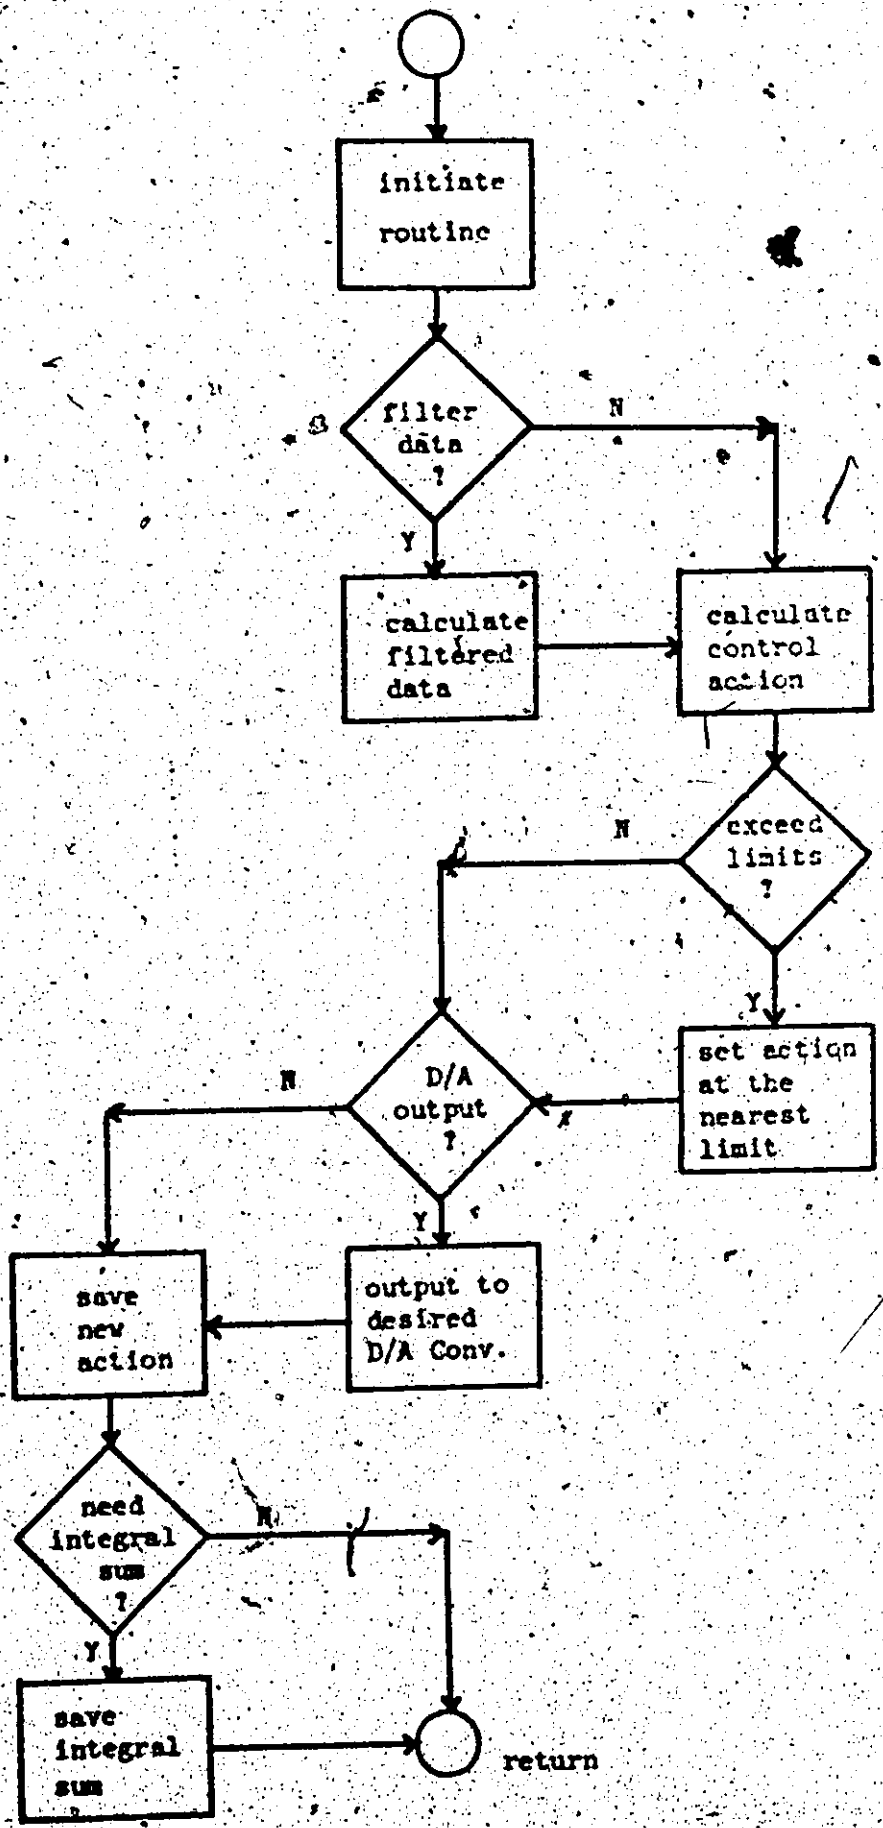 initiate
routine
filter
data
?
N
Y
calculate
filtered
data
calculate
control
action
exceed
limits
?
N
Y
set action
at the
nearest
limit
D/A
output
?
N
Y
output to
desired
D/A Conv.
save
new
action
need
integral
sum
?
N
Y
save
integral
sum
return